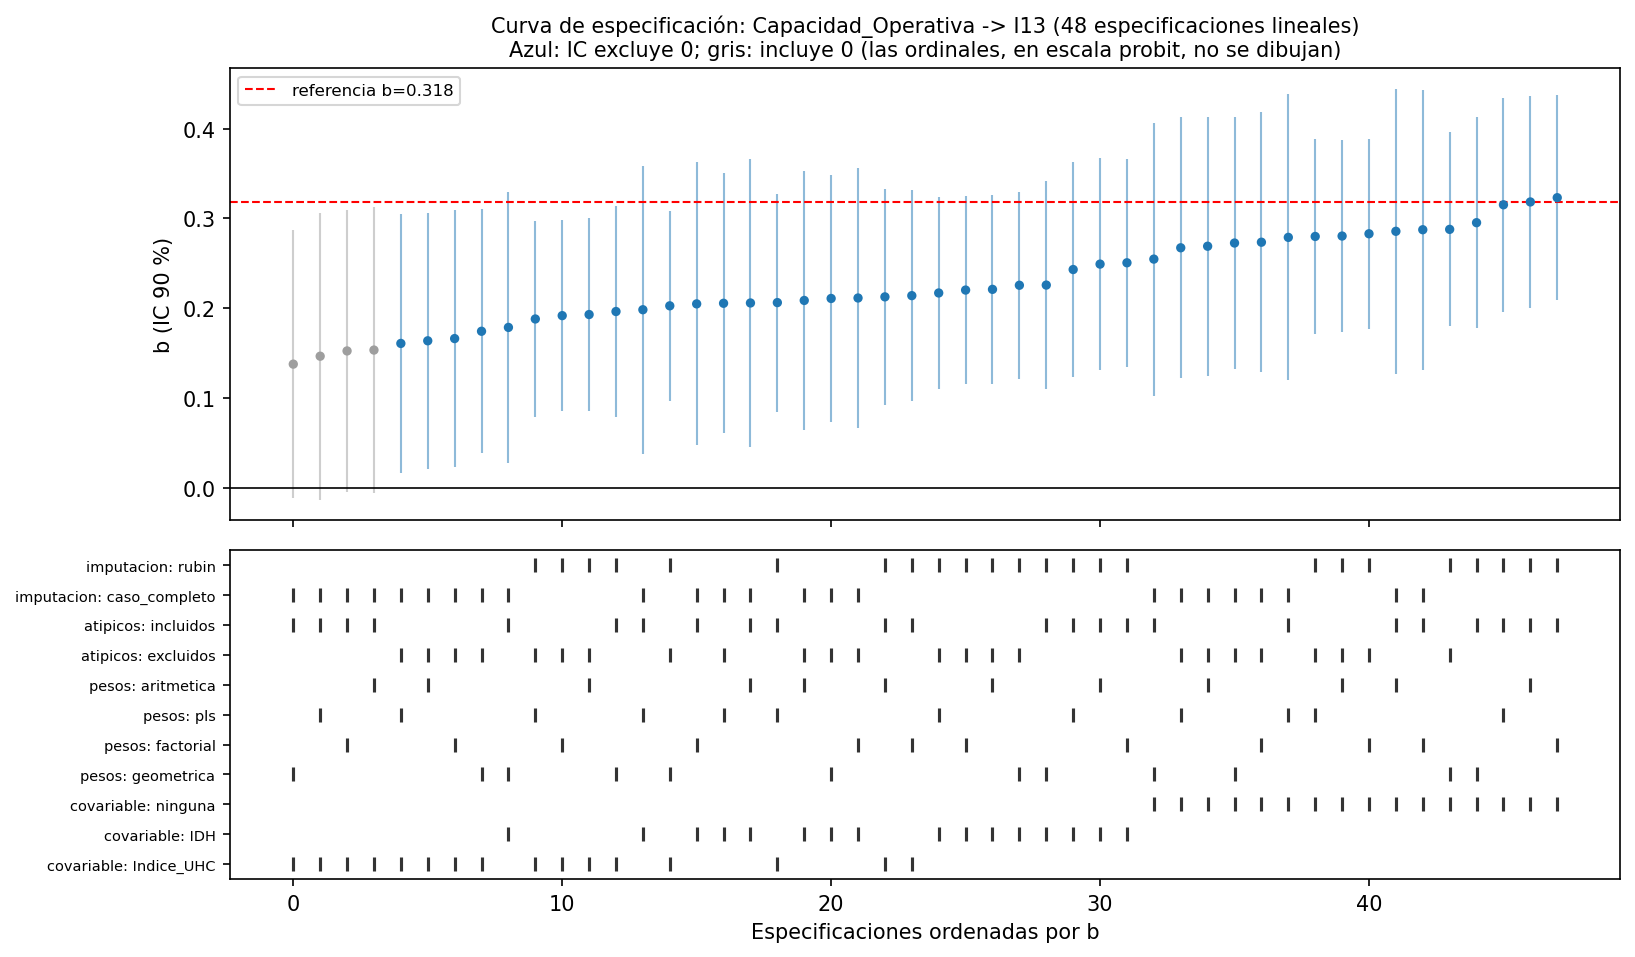 Curva de especificación: Capacidad_Operativa -> I13 (48 especificaciones lineales)
Azul: IC excluye 0; gris: incluye 0 (las ordinales, en escala probit, no se dibujan)
referencia b=0.318
b (IC 90 %)
0.4
0.3
0.2
0.1
0.0
imputacion: rubin
imputacion: caso_completo
atipicos: incluidos
atipicos: excluidos
pesos: aritmetica
pesos: pls
pesos: factorial
pesos: geometrica
covariable: ninguna
covariable: IDH
covariable: Indice_UHC
0 10 20 30 40
Especificaciones ordenadas por b